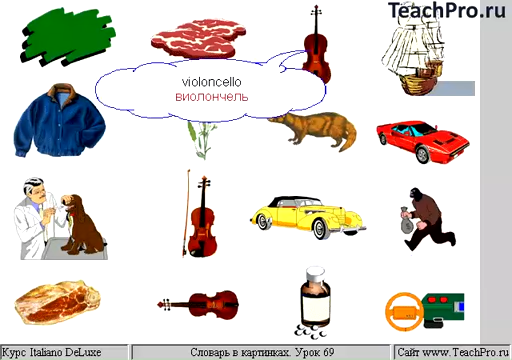 TeachPro.ru
violoncello
виолончель
Курс Italiano DeLuxe
Словарь в картинках. Урок 69
Сайт www.TeachPro.ru